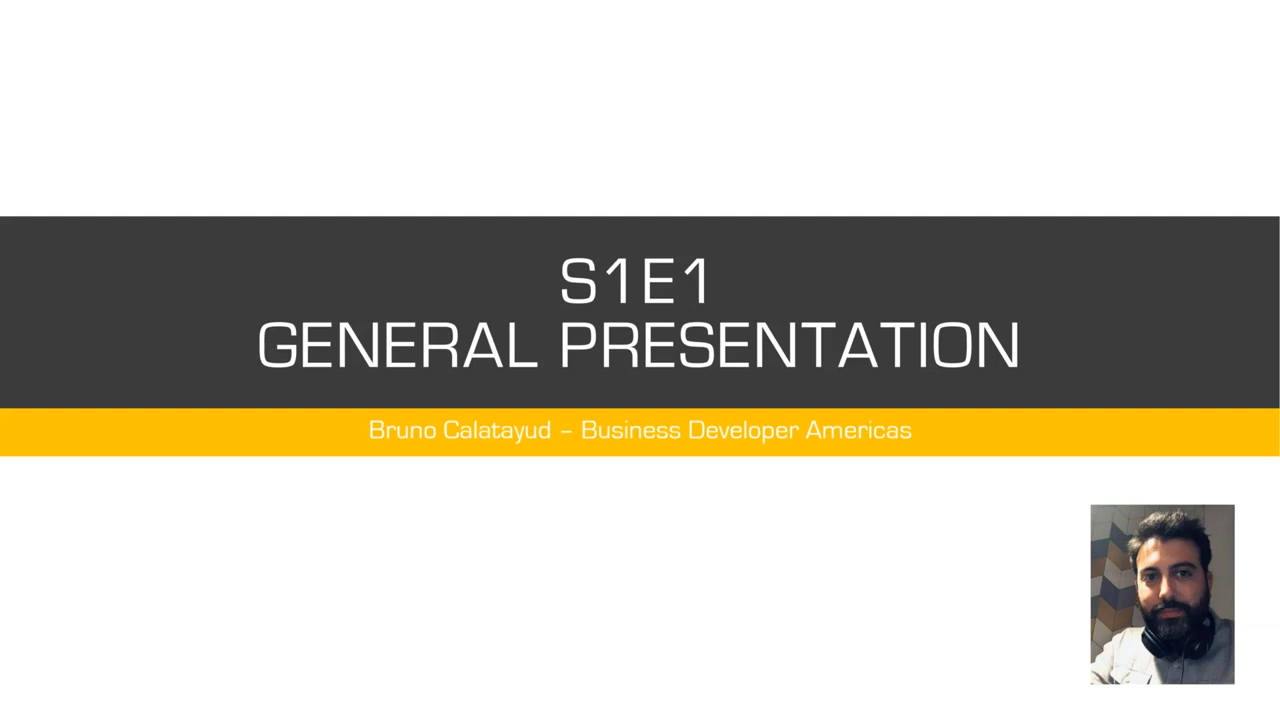 S1E1
GENERAL PRESENTATION
Bruno Calatayud – Business Developer Americas